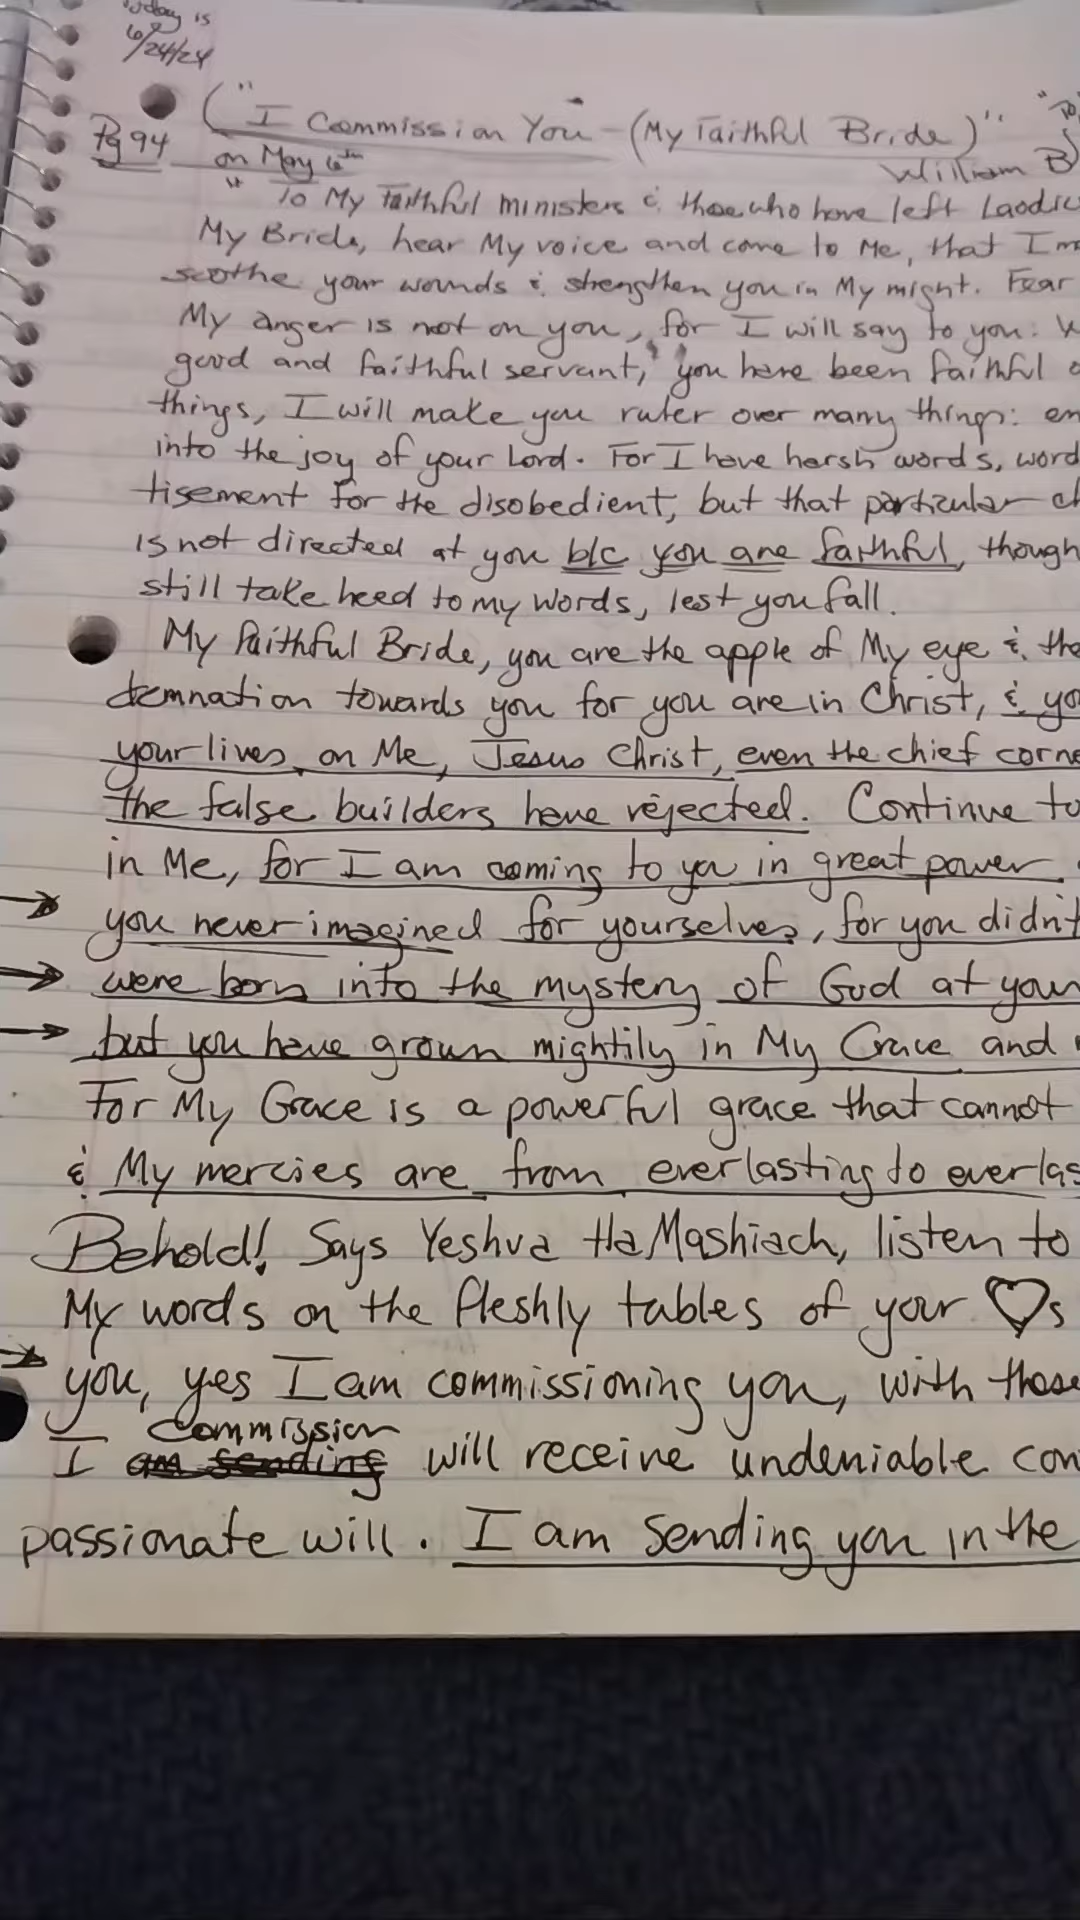 Today is
6/24/24
("I Commission You - (My Faithful Bride)"
Pg 94 on May 6th
William B
"To My Faithful ministers & those who have left Laodic
My Bride, hear My voice and come to Me, that I m
soothe your wounds & strengthen you in My might. Fear
My anger is not on you, for I will say to you: W
good and faithful servant, you have been faithful o
things, I will make you ruler over many things: en
into the joy of your Lord. For I have harsh words, word
tisement for the disobedient, but that particular ch
is not directed at you b/c you are faithful, though
still take heed to my words, lest you fall.
My Faithful Bride, you are the apple of My eye & the
demnation towards you for you are in Christ, & yo
your lives on Me, Jesus Christ, even the chief corne
the false builders have rejected. Continue to
in Me, for I am coming to you in great power
you never imagined for yourselves, for you didn't
were born into the mystery of God at your
but you have grown mightily in My Grace and
For My Grace is a powerful grace that cannot
& My mercies are from everlasting to everlas
Behold! Says Yeshua Ha Mashiach, listen to
My words on the fleshly tables of your ♡s
you, yes I am commissioning you, with those
Commission
I am sending will receive undeniable con
passionate will. I am sending you in the